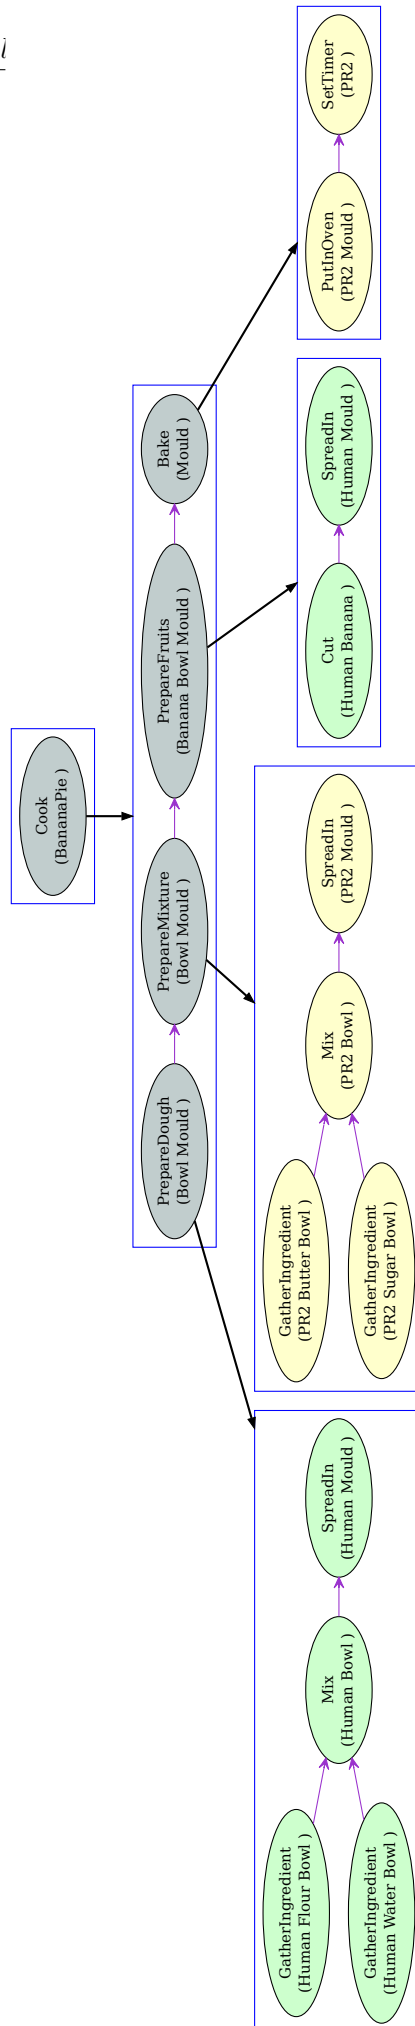 l
Cook
(BananaPie )
PrepareDough
(Bowl Mould )
PrepareMixture
(Bowl Mould )
PrepareFruits
(Banana Bowl Mould )
Bake
(Mould )
GatherIngredient
(Human Flour Bowl )
GatherIngredient
(Human Water Bowl )
Mix
(Human Bowl )
SpreadIn
(Human Mould )
GatherIngredient
(PR2 Butter Bowl )
GatherIngredient
(PR2 Sugar Bowl )
Mix
(PR2 Bowl )
SpreadIn
(PR2 Mould )
Cut
(Human Banana )
SpreadIn
(Human Mould )
PutInOven
(PR2 Mould )
SetTimer
(PR2 )